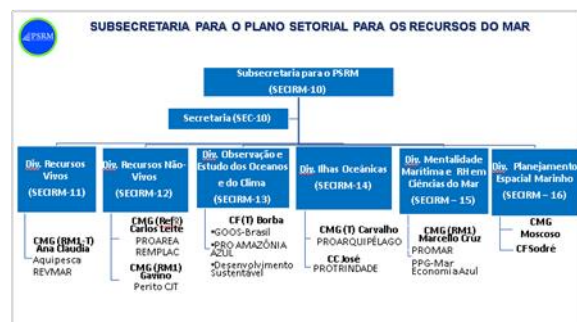 PSRM
SUBSECRETARIA PARA O PLANO SETORIAL PARA OS RECURSOS DO MAR
Subsecretaria para o PSRM
(SECIRM-10)
Secretaria (SEC-10)
Div. Recursos
Vivos
(SECIRM-11)
CMG (RM1-T)
Ana Claudia
Aquipesca
REVMAR
Div. Recursos Não-
Vivos
(SECIRM-12)
CMG (RefR)
Carlos Leite
PROAREA
REMPLAC
CMG (RM1)
Gavino
Perito CJT
Div. Observação e
Estudo dos Oceanos
e do Clima
(SECIRM-13)
CF(T) Borba
•GOOS-Brasil
•PRO AMAZÔNIA
AZUL
•Desenvolvimento
Sustentável
Div. Ilhas Oceânicas
(SECIRM-14)
CMG (T) Carvalho
PROARQUIPÉLAGO
CC José
PROTRINDADE
Div. Mentalidade
Marítima e RH em
Ciências do Mar
(SECIRM – 15)
CMG (RM1)
Marcello Cruz
PROMAR
PPG-Mar
Economia Azul
Div. Planejamento
Espacial Marinho
(SECIRM – 16)
CMG
Moscoso
CF Sodré